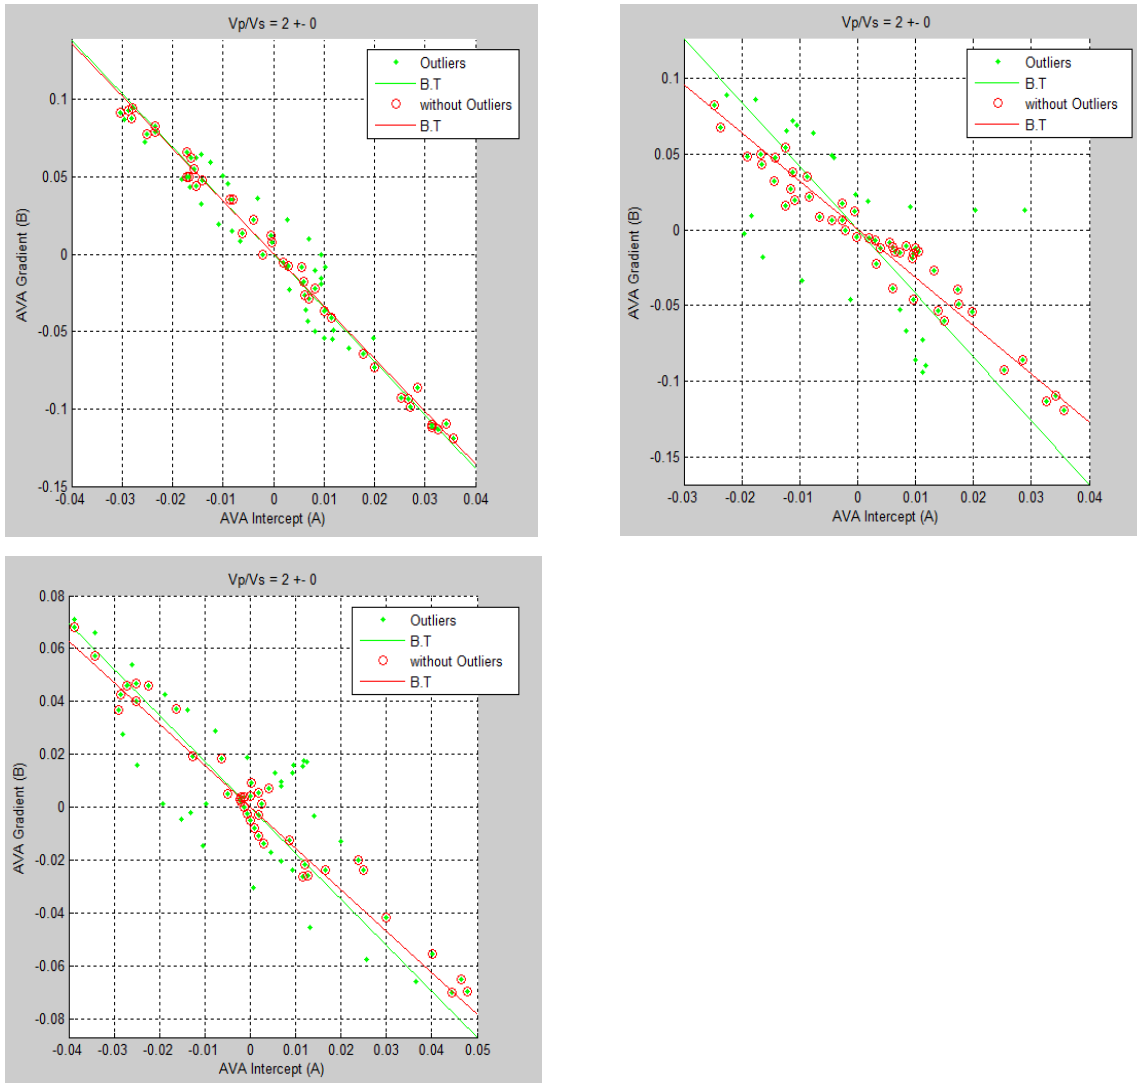 Vp/Vs = 2 +- 0
Outliers
B.T
without Outliers
B.T
0.1
0.05
0
-0.05
-0.1
-0.15
AVA Gradient (B)
-0.04 -0.03 -0.02 -0.01 0 0.01 0.02 0.03 0.04
AVA Intercept (A)
Vp/Vs = 2 +- 0
Outliers
B.T
without Outliers
B.T
0.1
0.05
0
-0.05
-0.1
-0.15
AVA Gradient (B)
-0.03 -0.02 -0.01 0 0.01 0.02 0.03 0.04
AVA Intercept (A)
Vp/Vs = 2 +- 0
Outliers
B.T
without Outliers
B.T
0.08
0.06
0.04
0.02
0
-0.02
-0.04
-0.06
-0.08
AVA Gradient (B)
-0.04 -0.03 -0.02 -0.01 0 0.01 0.02 0.03 0.04 0.05
AVA Intercept (A)